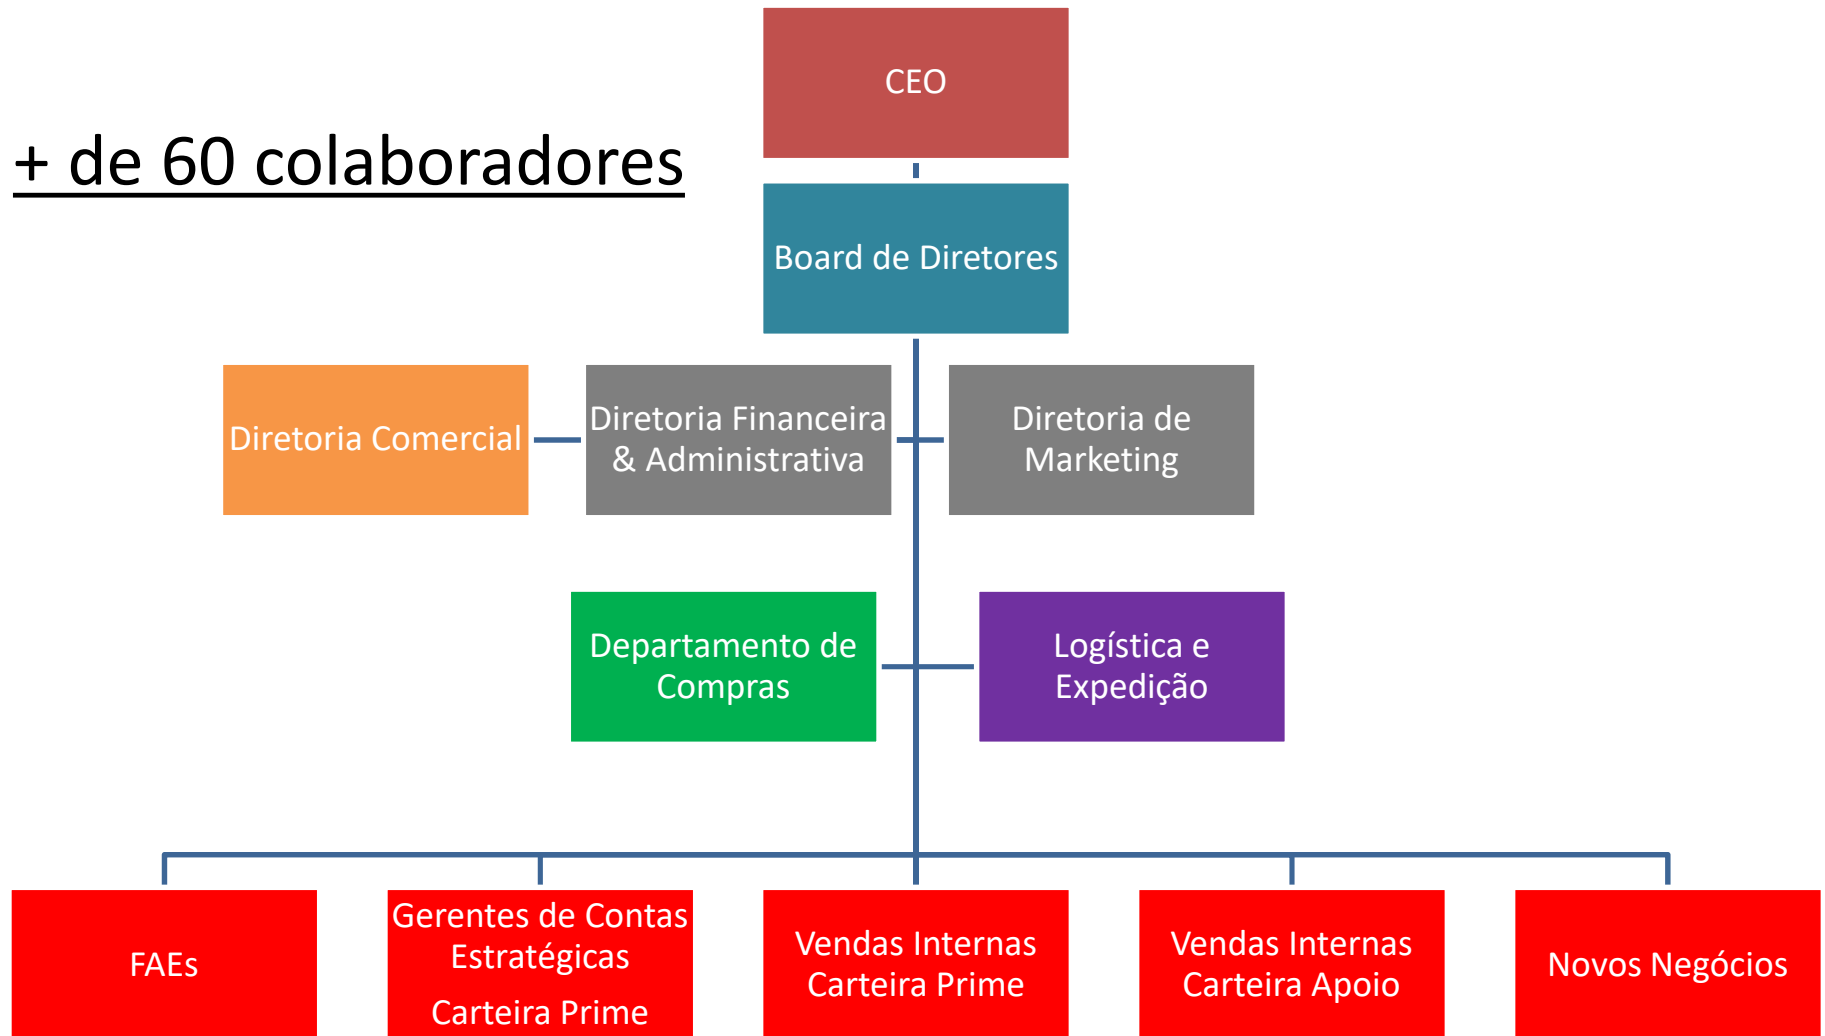 CEO
+ de 60 colaboradores
Board de Diretores
Diretoria Comercial
Diretoria Financeira
& Administrativa
Diretoria de
Marketing
Departamento de
Compras
Logística e
Expedição
FAEs
Gerentes de Contas
Estratégicas
Carteira Prime
Vendas Internas
Carteira Prime
Vendas Internas
Carteira Apoio
Novos Negócios